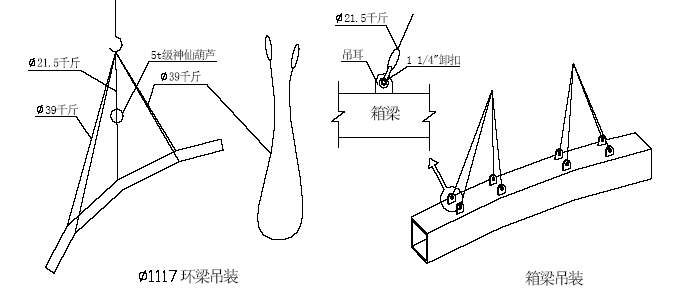 ø21.5千斤
5t级神仙葫芦
ø39千斤
ø39千斤
ø1117环梁吊装
ø21.5千斤
吊耳
1 1/4"卸扣
箱梁
箱梁吊装